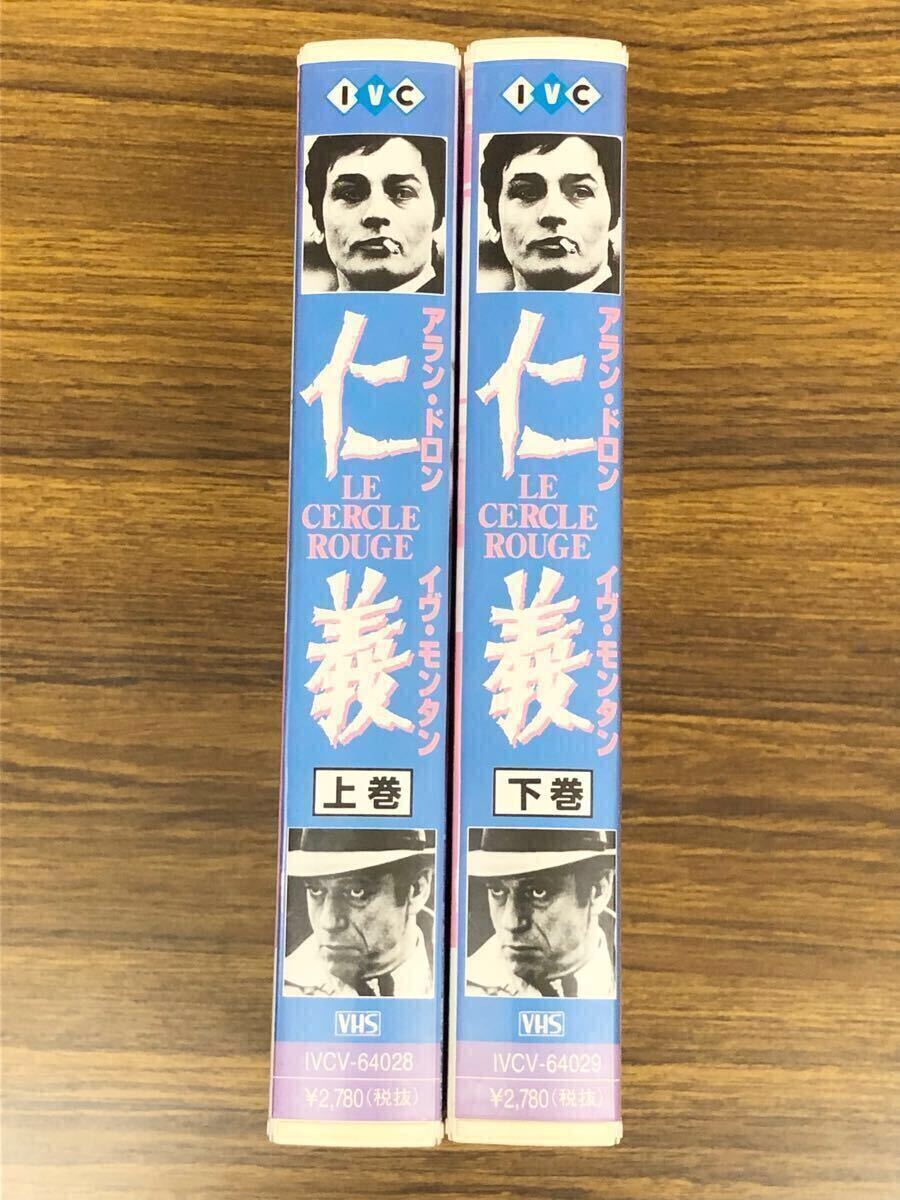 IVC
アラン・ドロン
仁
LE
CERCLE
ROUGE
義
イヴ・モンタン
上巻
VHS
IVCV-64028
¥2,780(税抜)
IVC
アラン・ドロン
仁
LE
CERCLE
ROUGE
義
イヴ・モンタン
下巻
VHS
IVCV-64029
¥2,780(税抜)